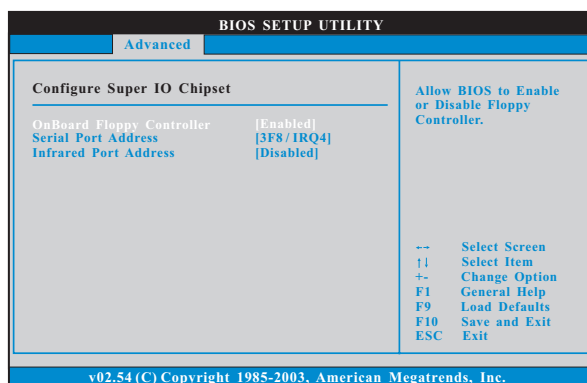 BIOS SETUP UTILITY
Advanced
Configure Super IO Chipset
OnBoard Floppy Controller [Enabled]
Serial Port Address [3F8 / IRQ4]
Infrared Port Address [Disabled]
Allow BIOS to Enable
or Disable Floppy
Controller.
←→ Select Screen
↑↓ Select Item
+- Change Option
F1 General Help
F9 Load Defaults
F10 Save and Exit
ESC Exit
v02.54 (C) Copyright 1985-2003, American Megatrends, Inc.